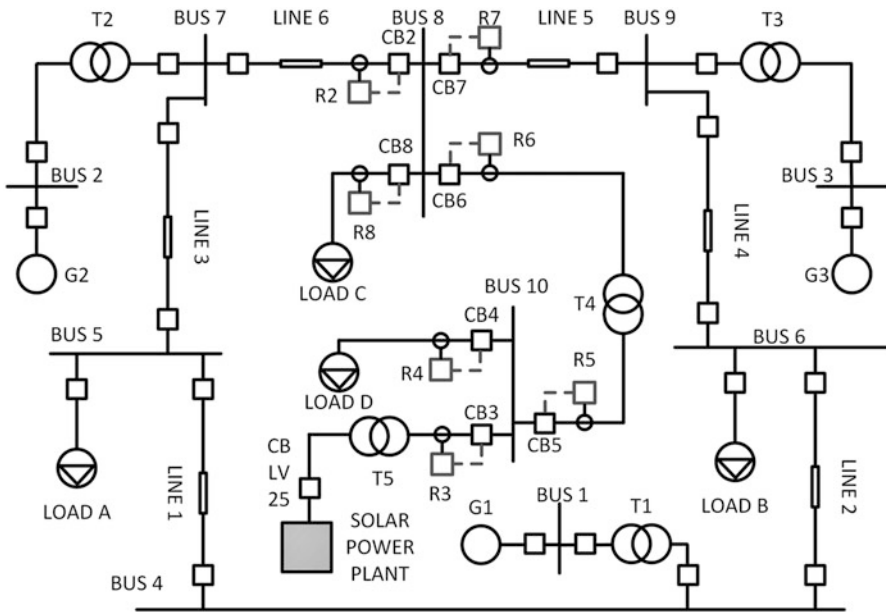 T2
BUS 7
LINE 6
BUS 8
R7
LINE 5
BUS 9
T3
CB2
R2
CB7
CB8
R6
BUS 2
BUS 3
R8
CB6
LINE 3
LINE 4
G2
G3
LOAD C
BUS 10
T4
BUS 5
CB4
BUS 6
R4
R5
LOAD D
CB3
CB
LV
25
T5
R3
CB5
LOAD A
LINE 1
LOAD B
LINE 2
SOLAR
POWER
PLANT
G1
BUS 1
T1
BUS 4